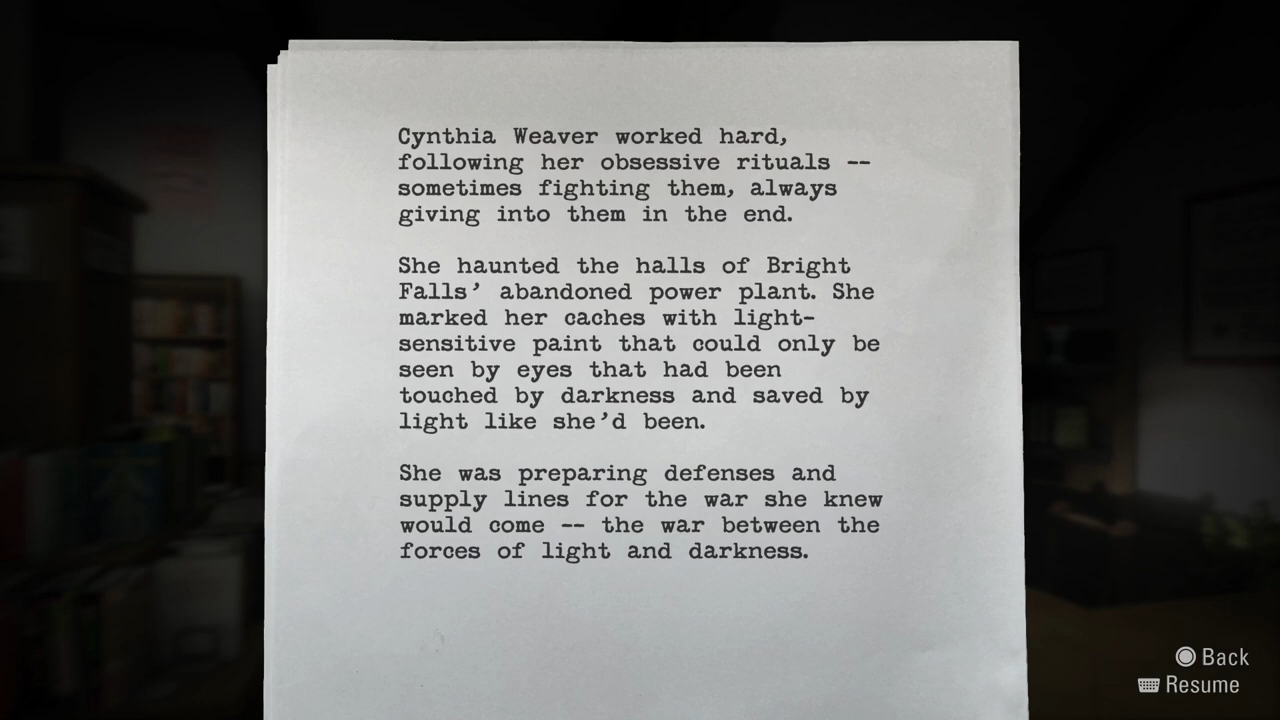 Cynthia Weaver worked hard,
following her obsessive rituals --
sometimes fighting them, always
giving into them in the end.
She haunted the halls of Bright
Falls’ abandoned power plant. She
marked her caches with light-
sensitive paint that could only be
seen by eyes that had been
touched by darkness and saved by
light like she’d been.
She was preparing defenses and
supply lines for the war she knew
would come -- the war between the
forces of light and darkness.
Back
Resume